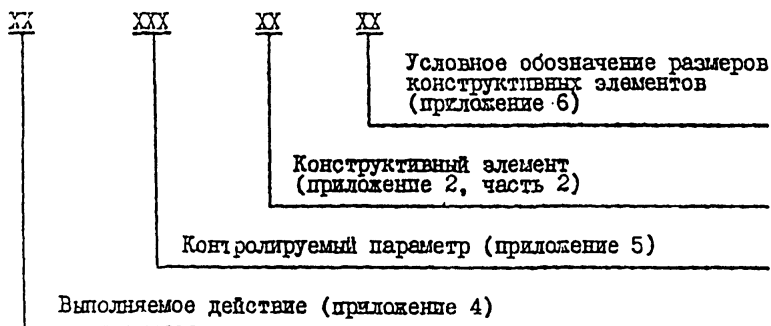 XX XXX XX XX
Условное обозначение размеров
конструктивных элементов
(приложение 6)
Конструктивный элемент
(приложение 2, часть 2)
Контролируемый параметр (приложение 5)
Выполняемое действие (приложение 4)